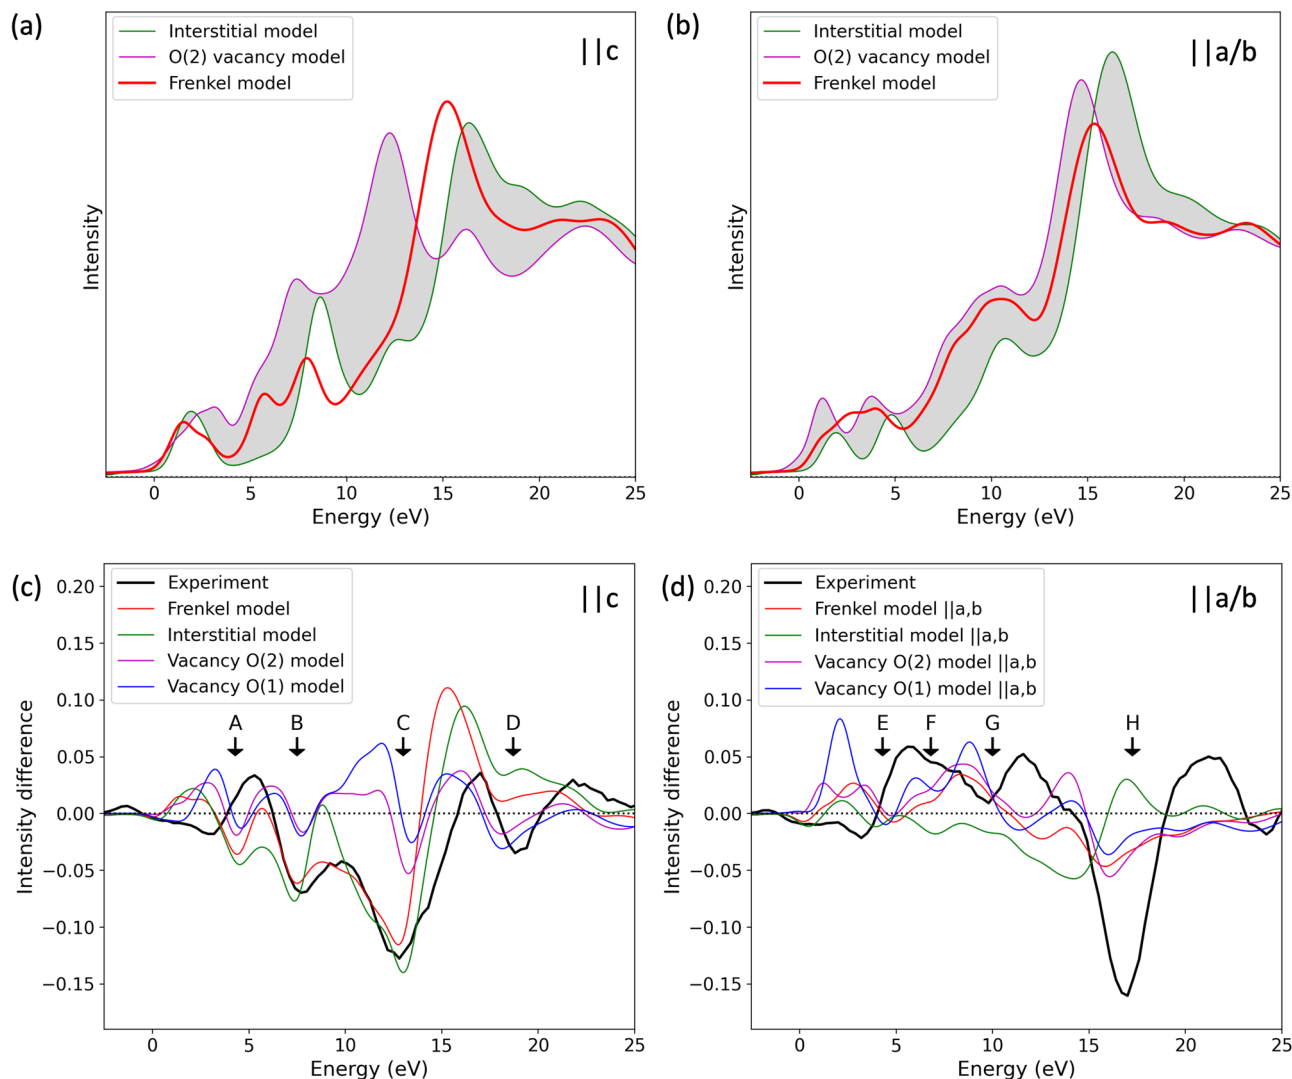 (a)
Interstitial model
O(2) vacancy model
Frenkel model
||c
Intensity
0 5 10 15 20 25
Energy (eV)
(b)
Interstitial model
O(2) vacancy model
Frenkel model
||a/b
Intensity
0 5 10 15 20 25
Energy (eV)
(c)
Experiment
Frenkel model
Interstitial model
Vacancy O(2) model
Vacancy O(1) model
||c
A B C D
Intensity difference
0.20
0.15
0.10
0.05
0.00
−0.05
−0.10
−0.15
0 5 10 15 20 25
Energy (eV)
(d)
Experiment
Frenkel model ||a,b
Interstitial model ||a,b
Vacancy O(2) model ||a,b
Vacancy O(1) model ||a,b
||a/b
E F G H
Intensity difference
0.20
0.15
0.10
0.05
0.00
−0.05
−0.10
−0.15
0 5 10 15 20 25
Energy (eV)